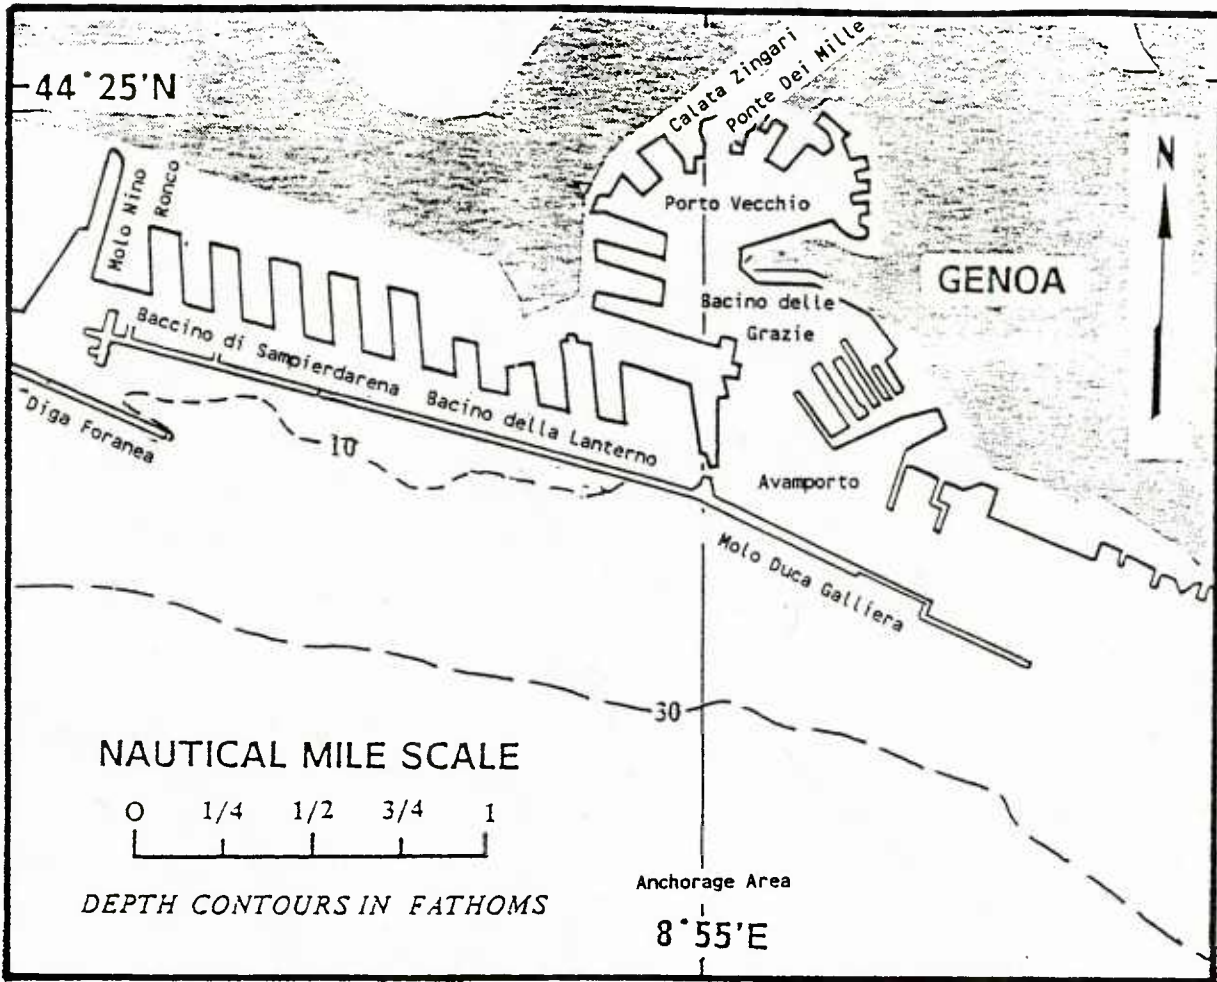 44°25'N
Calata Zingari
Ponte Dei Mille
N
Molo Nino
Ronco
Porto Vecchio
GENOA
Bacino delle
Grazie
Baccino di Sampierdarena
Bacino della Lanterno
Diga Foranea
10
Avamporto
Molo Duca Galliera
30
NAUTICAL MILE SCALE
0 1/4 1/2 3/4 1
DEPTH CONTOURS IN FATHOMS
Anchorage Area
8°55'E